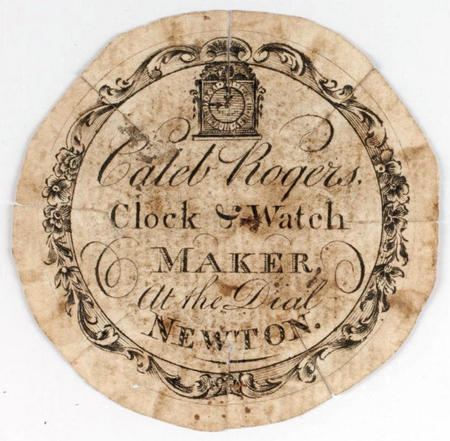 Caleb Rogers,
Clock & Watch
MAKER,
At the Dial
NEWTON.